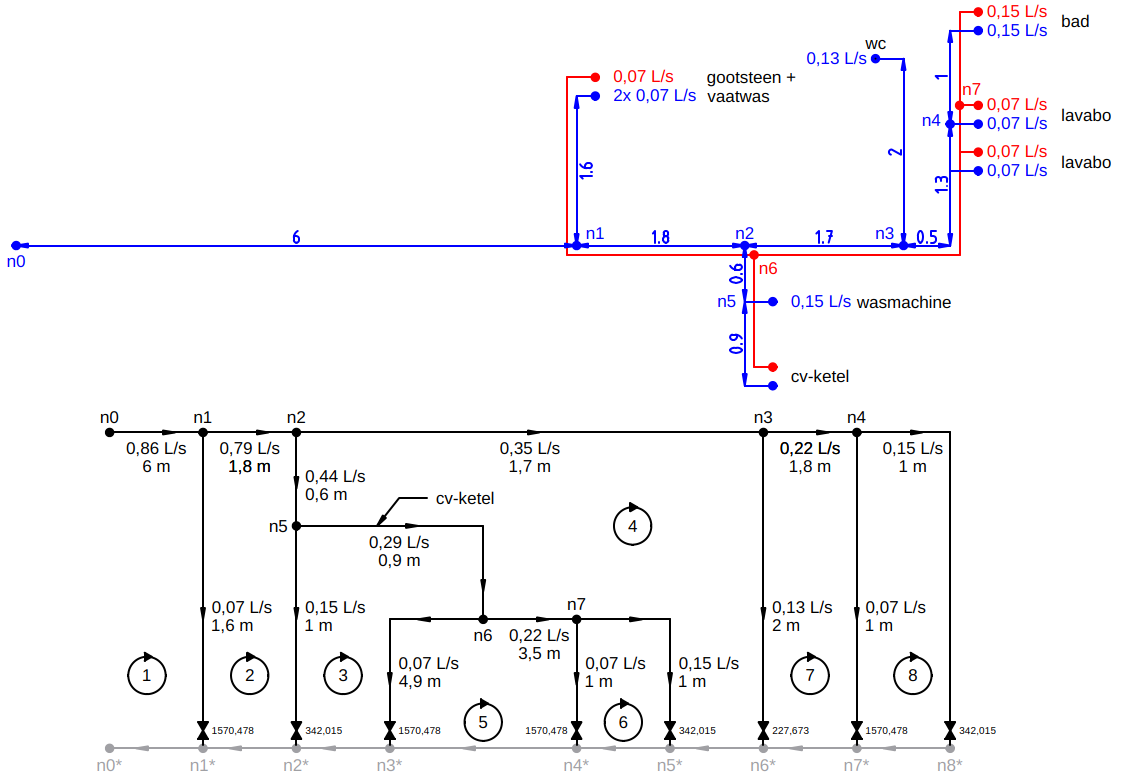 0,15 L/s
bad
0,15 L/s
wc
0,13 L/s
0,07 L/s
gootsteen +
2x 0,07 L/s
vaatwas
1
n7
0,07 L/s
lavabo
n4
0,07 L/s
2
0,07 L/s
lavabo
1.6
0,07 L/s
1.3
6
n1
1.8
n2
1.7
n3
0.5
n0
0.6
n6
n5
0,15 L/s
wasmachine
0.9
cv-ketel
n0
n1
n2
n3
n4
0,86 L/s
6 m
0,79 L/s
1,8 m
0,35 L/s
1,7 m
0,22 L/s
1,8 m
0,15 L/s
1 m
0,44 L/s
0,6 m
cv-ketel
n5
4
0,29 L/s
0,9 m
0,07 L/s
1,6 m
0,15 L/s
1 m
n7
n6
0,22 L/s
3,5 m
0,13 L/s
2 m
0,07 L/s
1 m
1
2
3
0,07 L/s
4,9 m
0,07 L/s
1 m
0,15 L/s
1 m
7
8
5
6
1570,478
342,015
1570,478
1570,478
342,015
227,673
1570,478
342,015
n0*
n1*
n2*
n3*
n4*
n5*
n6*
n7*
n8*